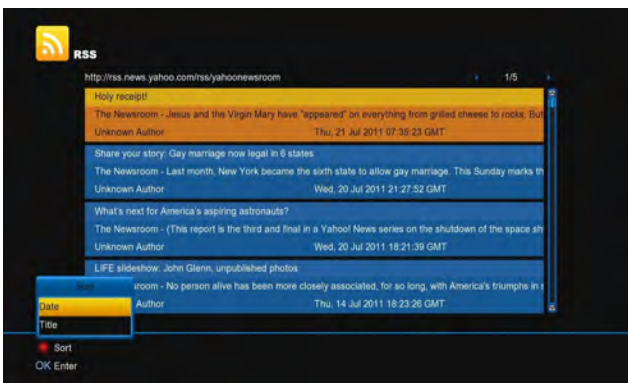 RSS
http://rss.news.yahoo.com/rss/yahoonewsroom 1/5
Holy receipt!
The Newsroom - Jesus and the Virgin Mary have "appeared" on everything from grilled cheese to rocks. But
Unknown Author Thu, 21 Jul 2011 07:35:23 GMT
Share your story: Gay marriage now legal in 6 states
The Newsroom - Last month, New York became the sixth state to allow gay marriage. This Sunday marks th
Unknown Author Wed, 20 Jul 2011 21:27:52 GMT
What's next for America's aspiring astronauts?
The Newsroom - (This report is the third and final in a Yahoo! News series on the shutdown of the space sh
Unknown Author Wed, 20 Jul 2011 18:21:39 GMT
LIFE slideshow: John Glenn, unpublished photos
sroom - No person alive has been more closely associated, for so long, with America's triumphs in
Author Thu, 14 Jul 2011 18:23:26 GMT
Sort
Date
Title
Sort
OK Enter